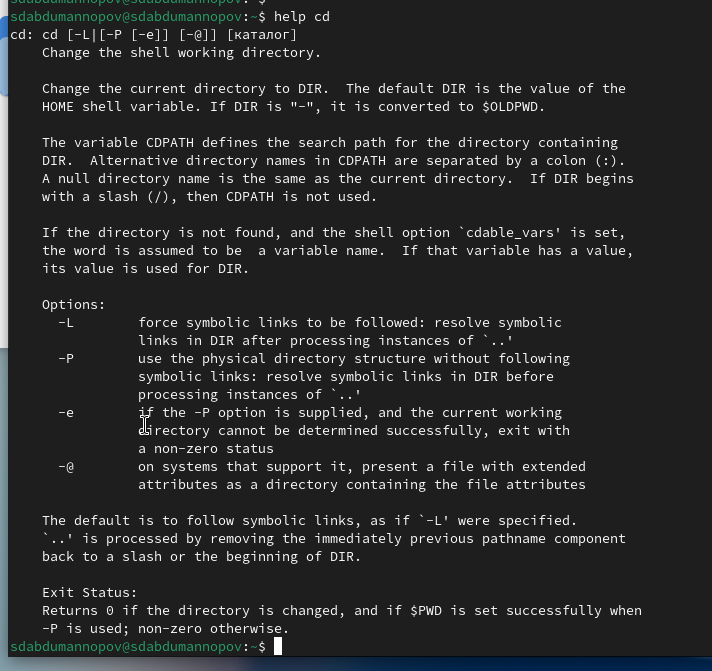 sdabdumannopov@sdabdumannopov:~$ help cd
cd: cd [-L|[-P [-e]] [-@]] [каталог]
    Change the shell working directory.

    Change the current directory to DIR.  The default DIR is the value of the
    HOME shell variable. If DIR is "-", it is converted to $OLDPWD.

    The variable CDPATH defines the search path for the directory containing
    DIR.  Alternative directory names in CDPATH are separated by a colon (:).
    A null directory name is the same as the current directory.  If DIR begins
    with a slash (/), then CDPATH is not used.

    If the directory is not found, and the shell option `cdable_vars' is set,
    the word is assumed to be  a variable name.  If that variable has a value,
    its value is used for DIR.

    Options:
      -L        force symbolic links to be followed: resolve symbolic
                links in DIR after processing instances of `..'
      -P        use the physical directory structure without following
                symbolic links: resolve symbolic links in DIR before
                processing instances of `..'
      -e        if the -P option is supplied, and the current working
                directory cannot be determined successfully, exit with
                a non-zero status
      -@        on systems that support it, present a file with extended
                attributes as a directory containing the file attributes

    The default is to follow symbolic links, as if `-L' were specified.
    `..' is processed by removing the immediately previous pathname component
    back to a slash or the beginning of DIR.

    Exit Status:
    Returns 0 if the directory is changed, and if $PWD is set successfully when
    -P is used; non-zero otherwise.
sdabdumannopov@sdabdumannopov:~$